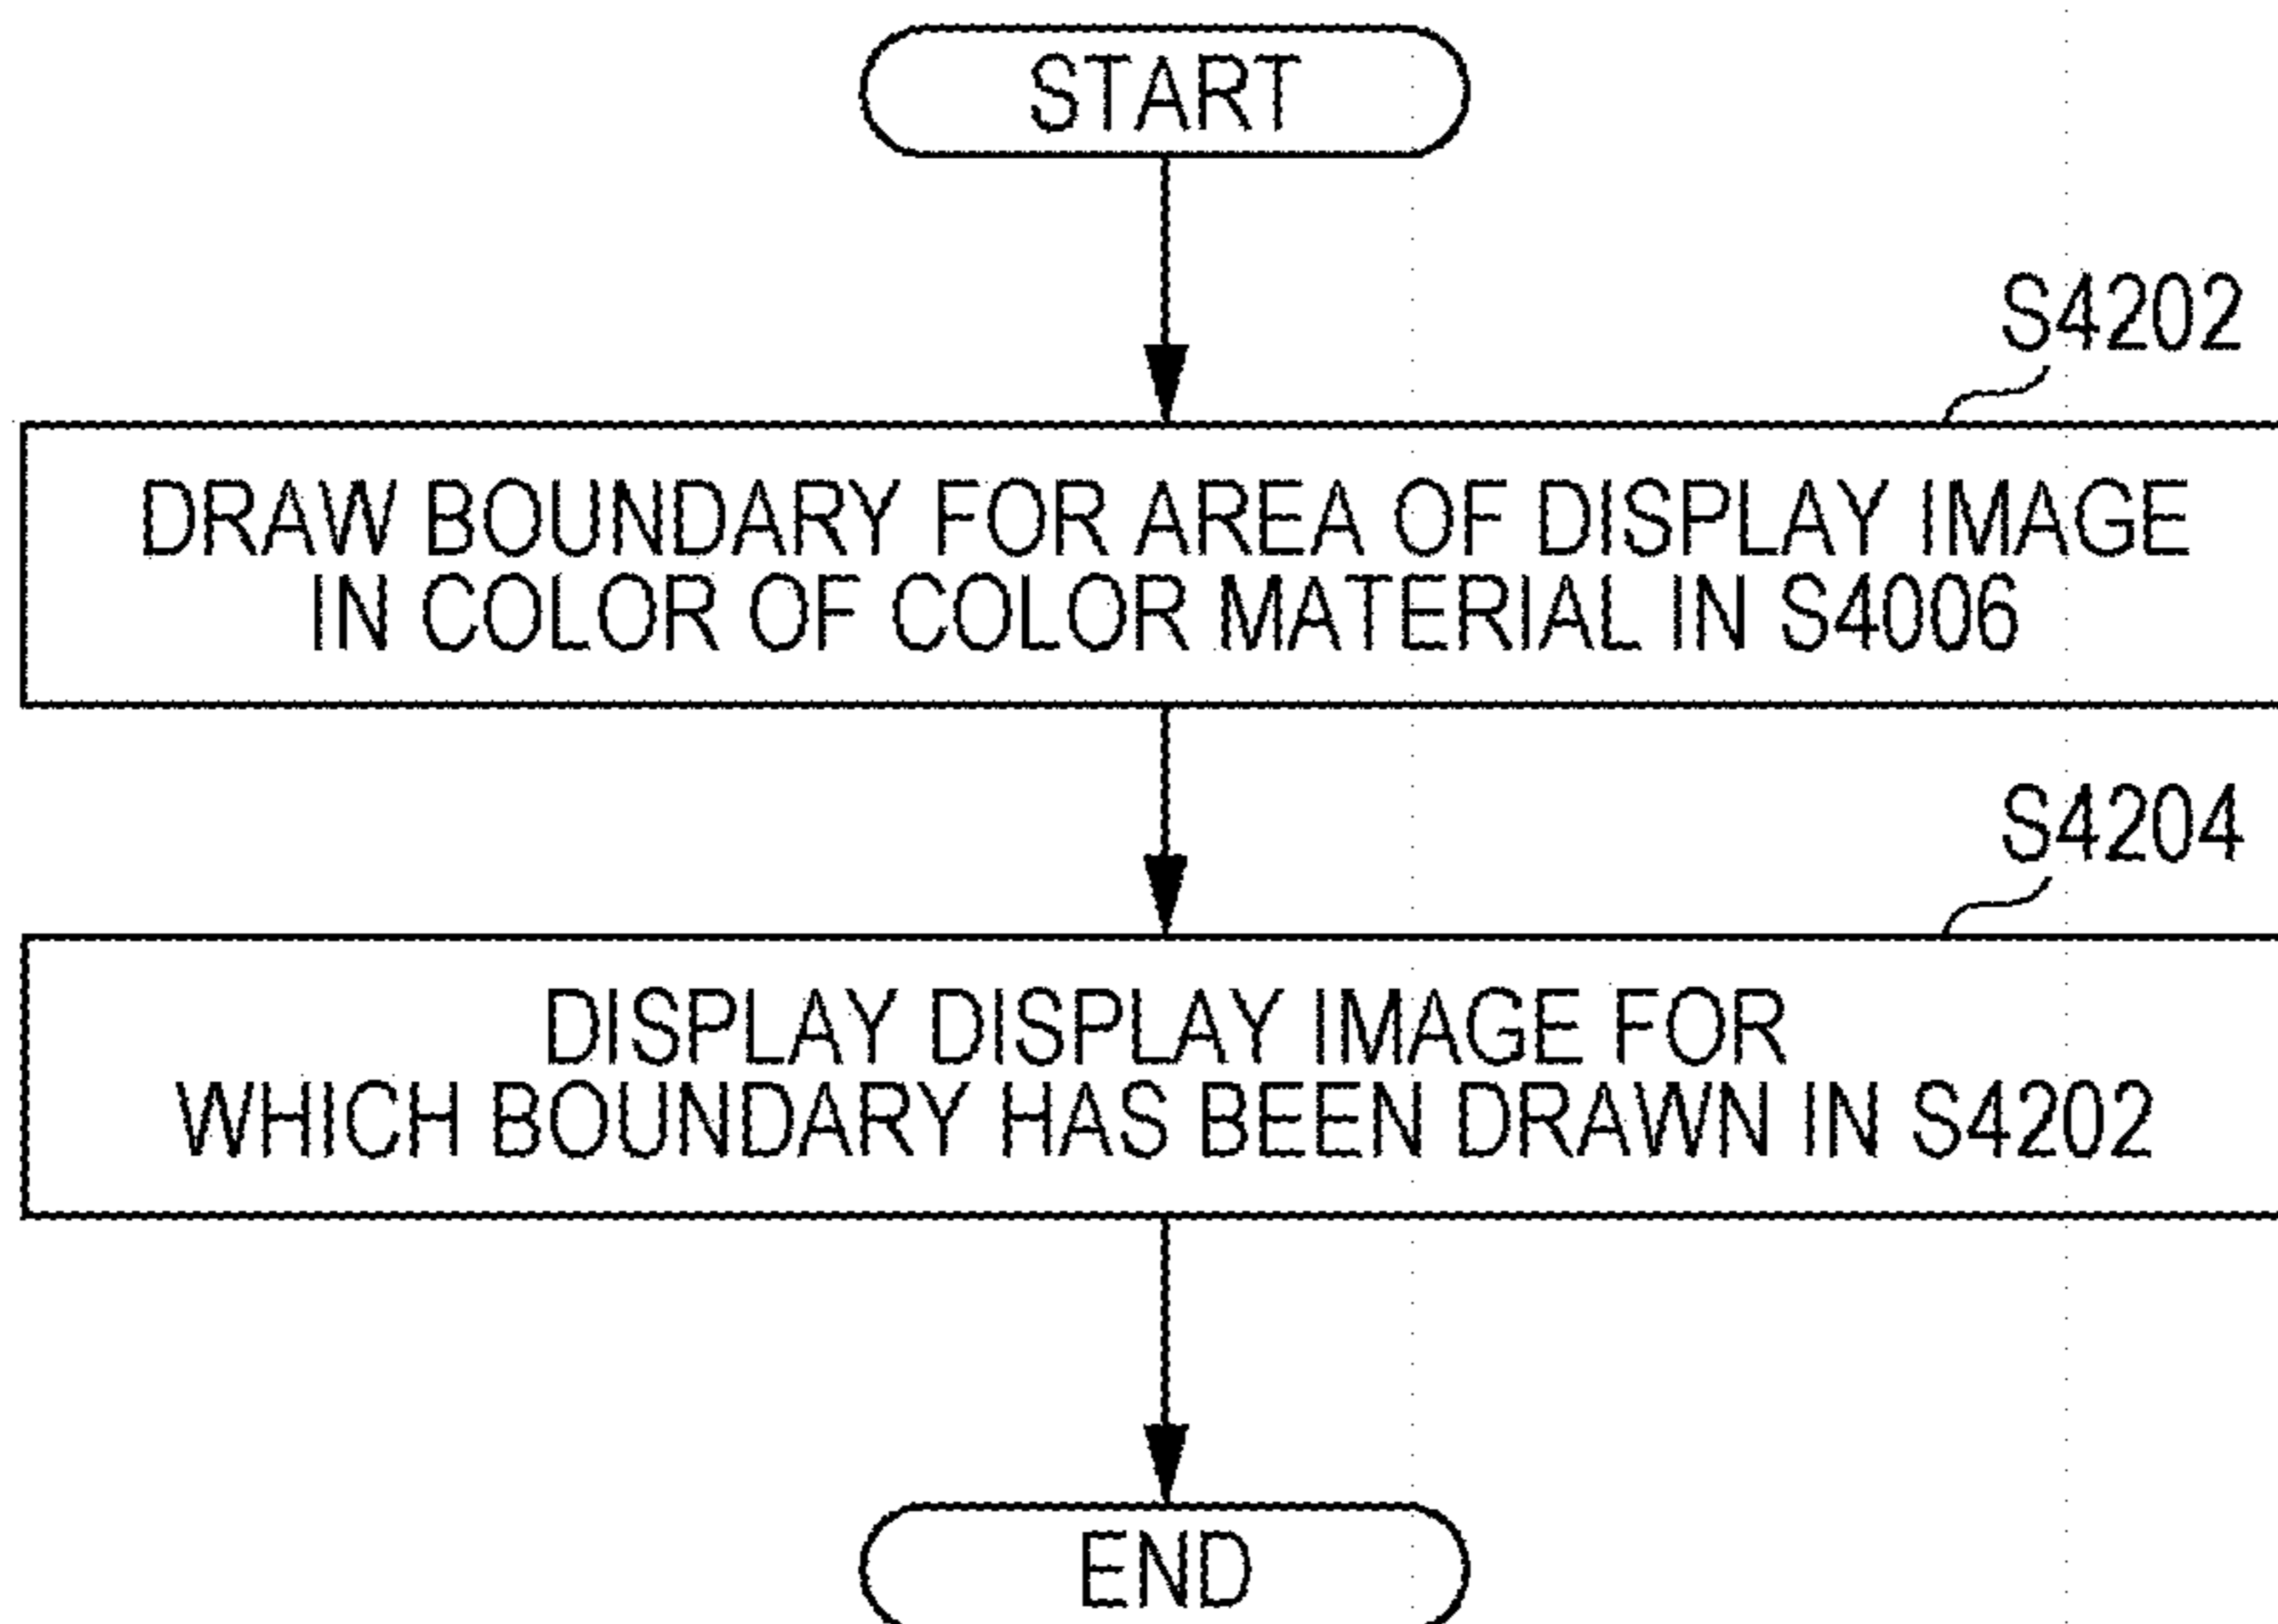 START
S4202
DRAW BOUNDARY FOR AREA OF DISPLAY IMAGE
IN COLOR OF COLOR MATERIAL IN S4006
S4204
DISPLAY DISPLAY IMAGE FOR
WHICH BOUNDARY HAS BEEN DRAWN IN S4202
END